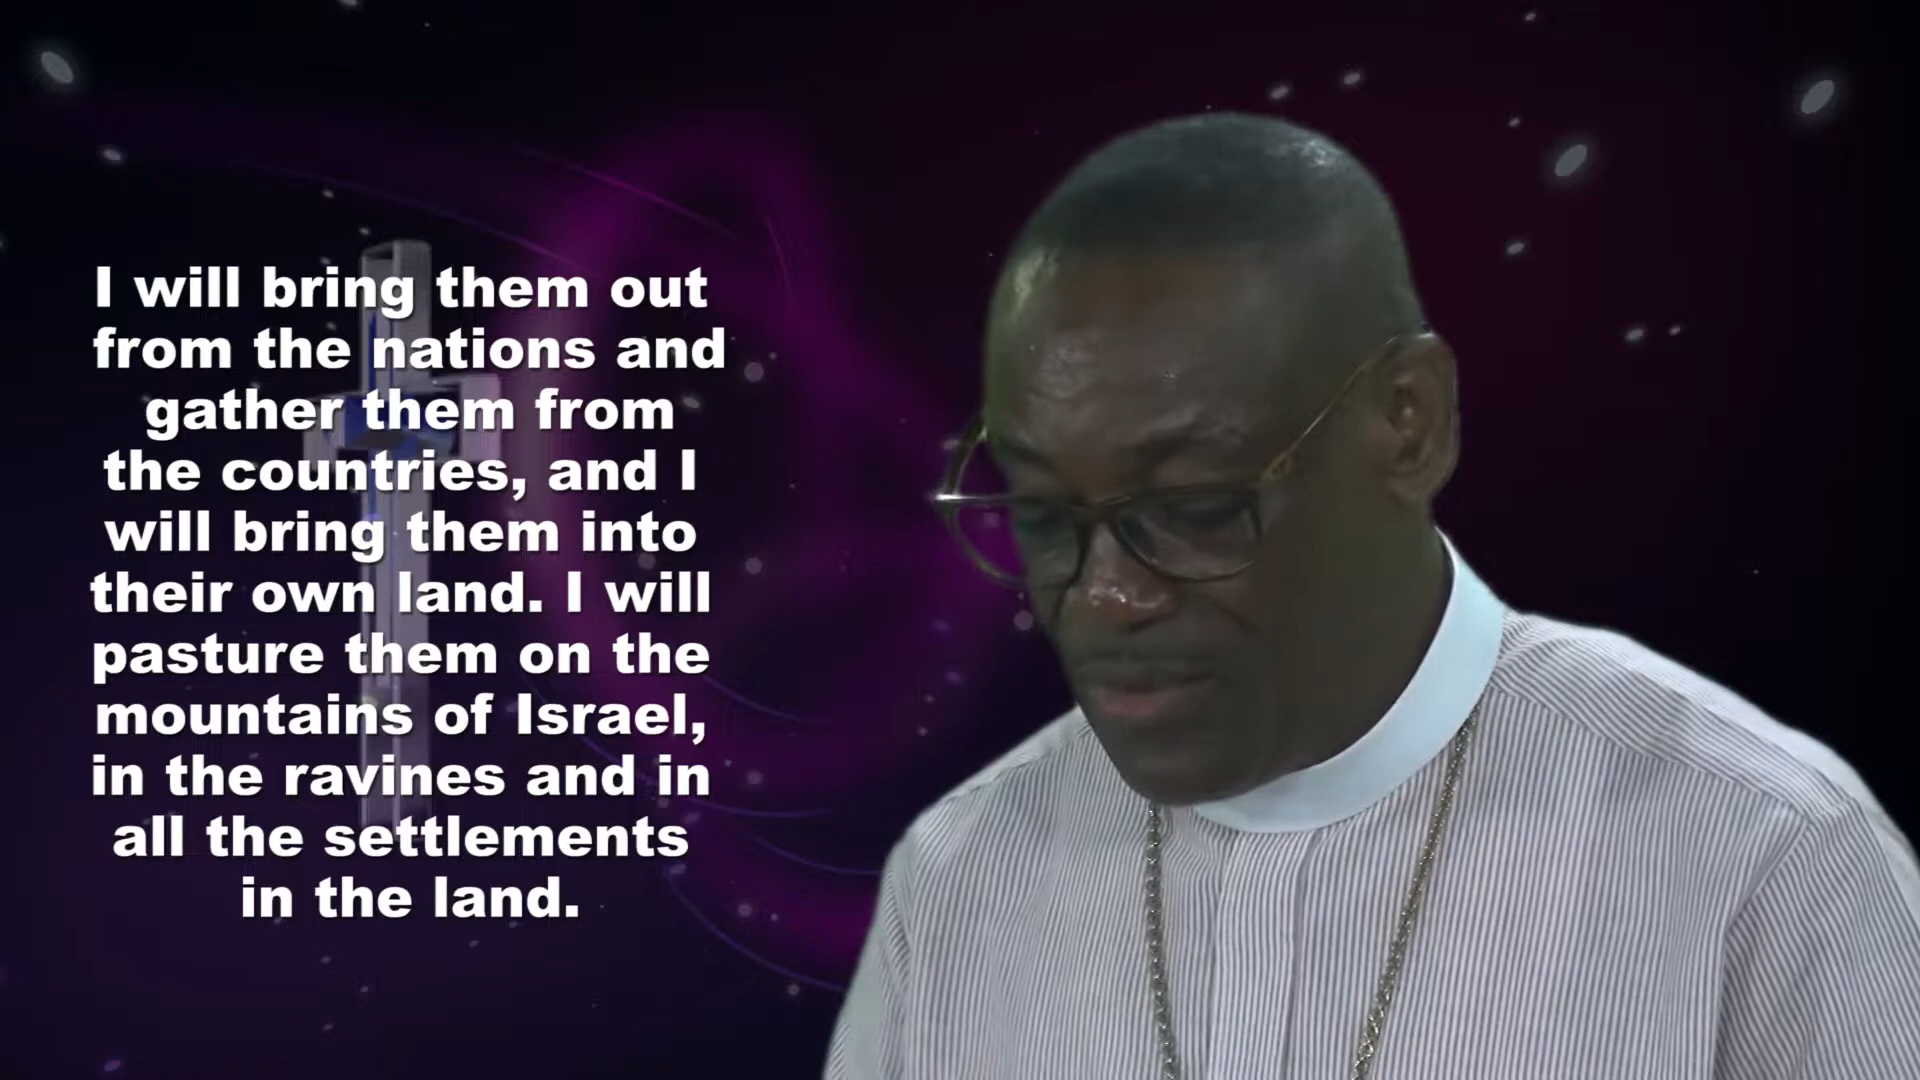 I will bring them out
from the nations and
gather them from
the countries, and I
will bring them into
their own land. I will
pasture them on the
mountains of Israel,
in the ravines and in
all the settlements
in the land.